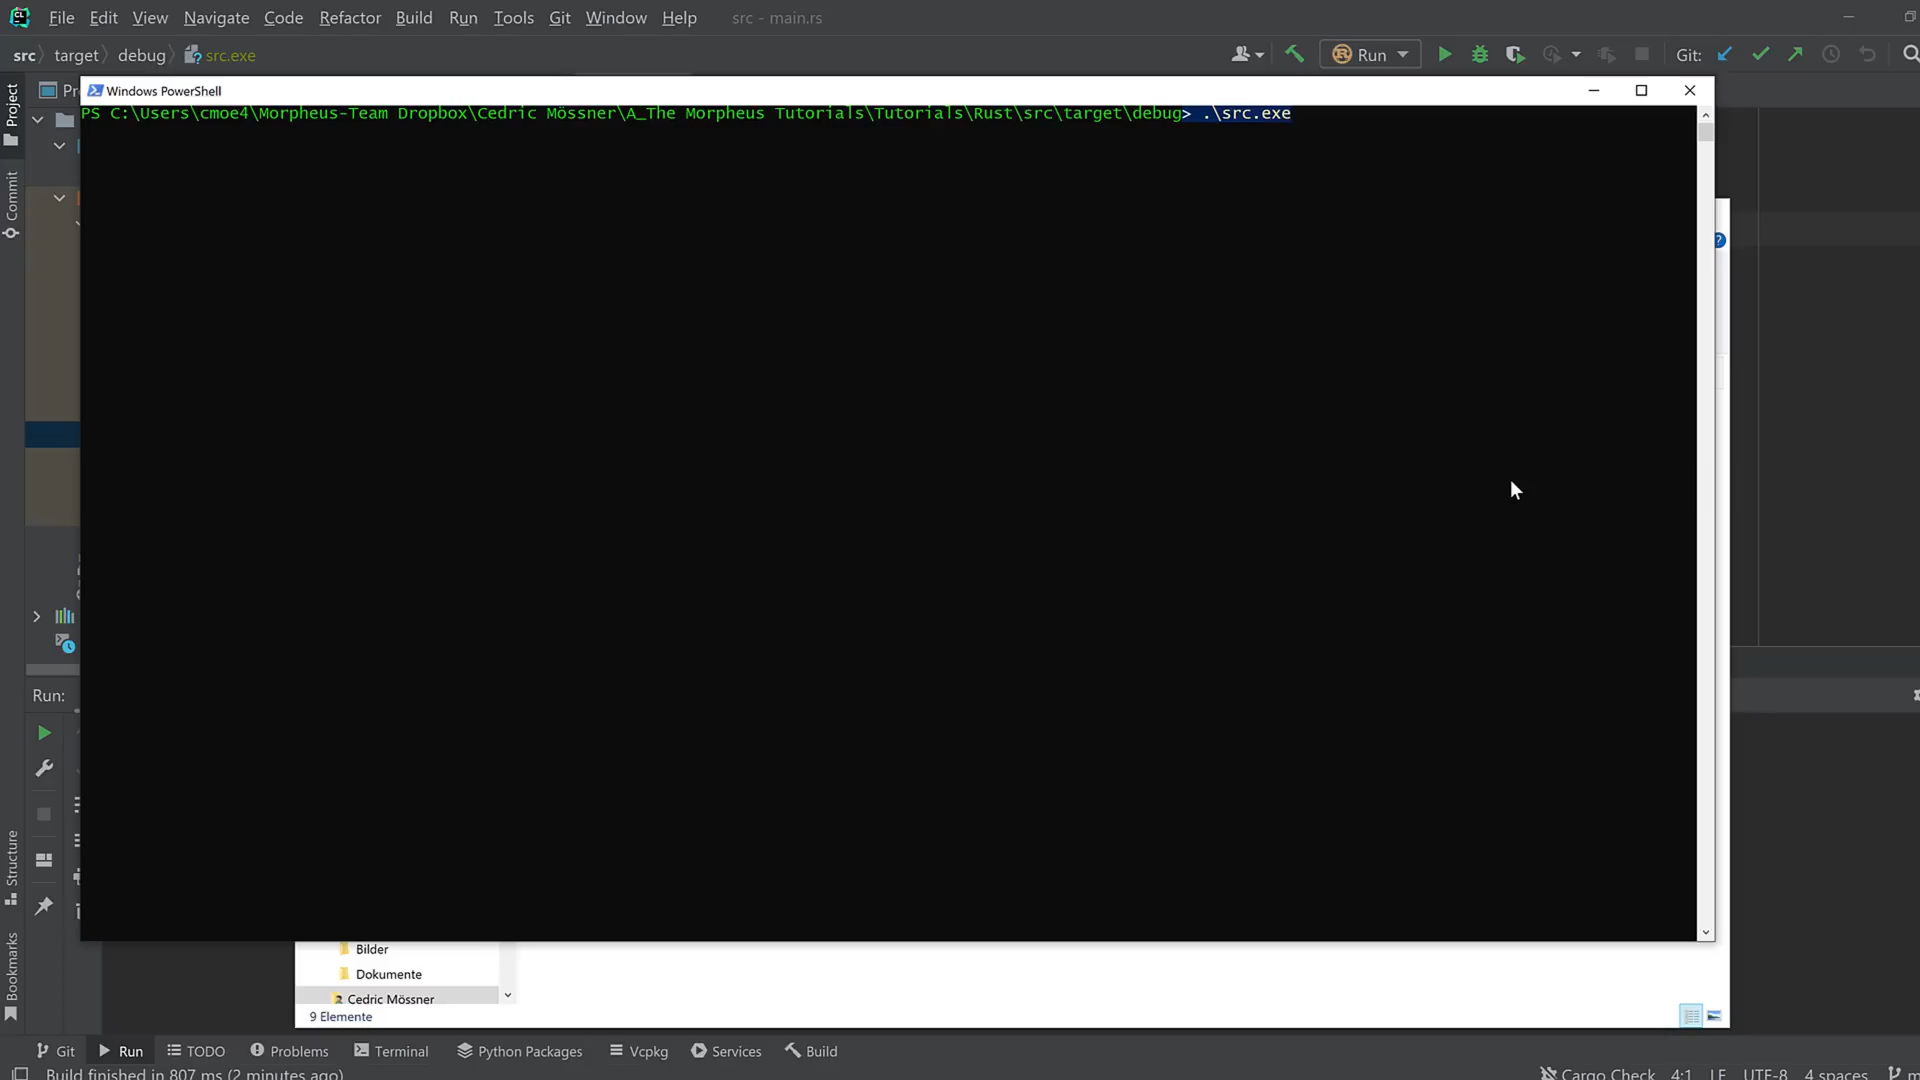 File Edit View Navigate Code Refactor Build Run Tools Git Window Help src - main.rs
src target debug src.exe Run Git:
Project
Commit
Structure
Bookmarks
Windows PowerShell
PS C:\Users\cmoe4\Morpheus-Team Dropbox\Cedric Mössner\A_The Morpheus Tutorials\Tutorials\Rust\src\target\debug> .\src.exe
Run:
Bilder
Dokumente
Cedric Mössner
9 Elemente
Git Run TODO Problems Terminal Python Packages Vcpkg Services Build
Build finished in 807 ms (2 minutes ago) Cargo Check 4:1 LF UTF-8 4 spaces